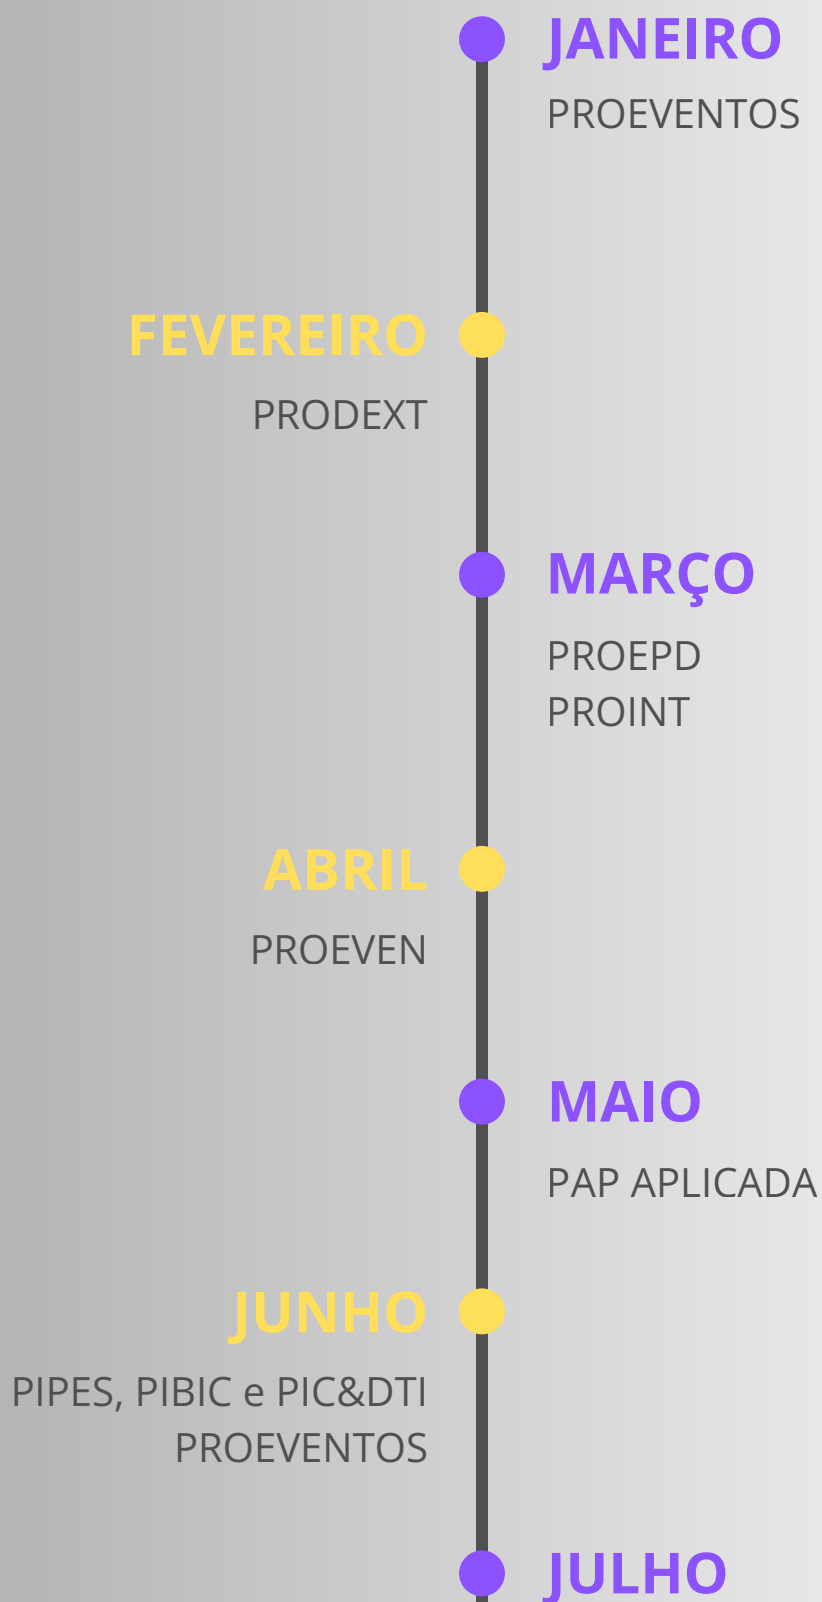 JANEIRO
PROEVENTOS
FEVEREIRO
PRODEXT
MARÇO
PROEPD
PROINT
ABRIL
PROEVEN
MAIO
PAP APLICADA
JUNHO
PIPES, PIBIC e PIC&DTI
PROEVENTOS
JULHO